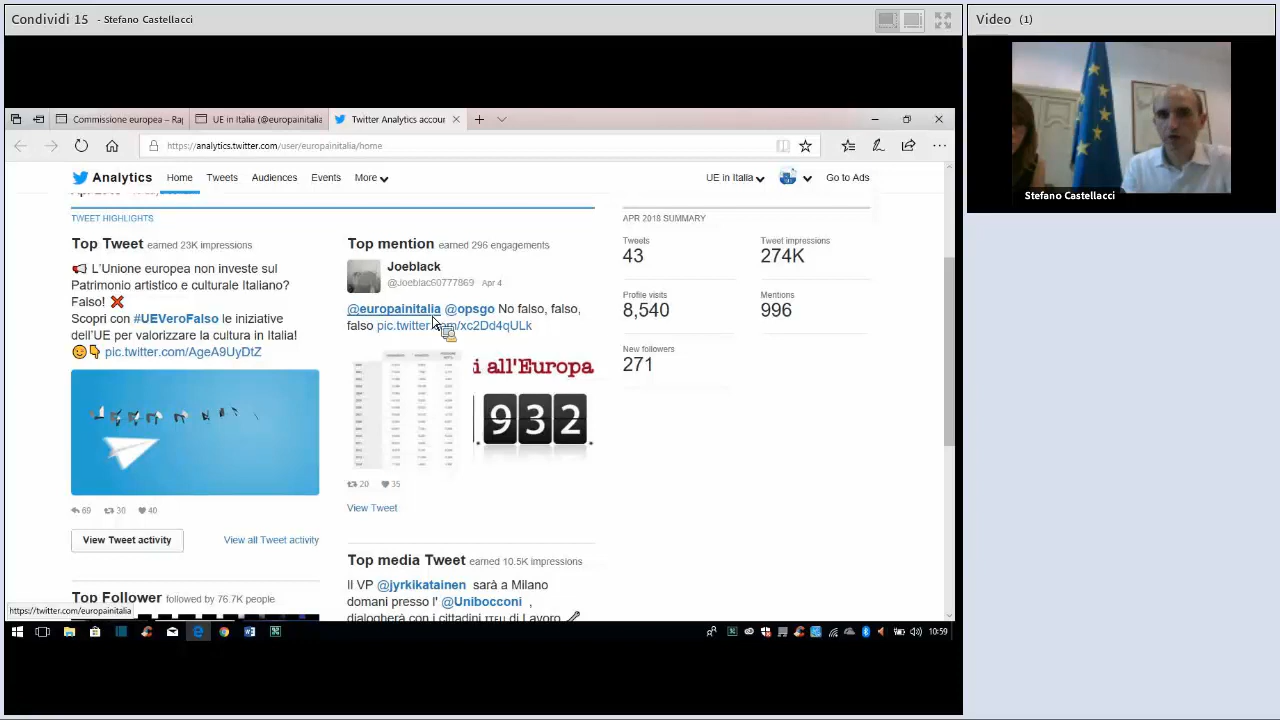 Condividi 15 - Stefano Castellacci
Video (1)
Stefano Castellacci
Commissione europea – Rap
UE in Italia (@europainitalia
Twitter Analytics accou
https://analytics.twitter.com/user/europainitalia/home
Analytics
Home
Tweets
Audiences
Events
More
UE in Italia
Go to Ads
TWEET HIGHLIGHTS
Top Tweet earned 23K impressions
L'Unione europea non investe sul
Patrimonio artistico e culturale Italiano?
Falso! ❌
Scopri con #UEVeroFalso le iniziative
dell'UE per valorizzare la cultura in Italia!
pic.twitter.com/AgeA9UyDtZ
69 30 40
View Tweet activity
View all Tweet activity
Top Follower followed by 76.7K people
https://twitter.com/europainitalia
Top mention earned 296 engagements
Joeblack
@Joeblac60777869 Apr 4
@europainitalia @opsgo No falso, falso,
falso pic.twitter.com/xc2Dd4qULk
i all'Europa
.932.
20 35
View Tweet
Top media Tweet earned 10.5K impressions
Il VP @jyrkikatainen sarà a Milano
domani presso l' @Unibocconi ,
dialogherà con i cittadini di Lavoro
APR 2018 SUMMARY
Tweets
43
Tweet impressions
274K
Profile visits
8,540
Mentions
996
New followers
271
10:59